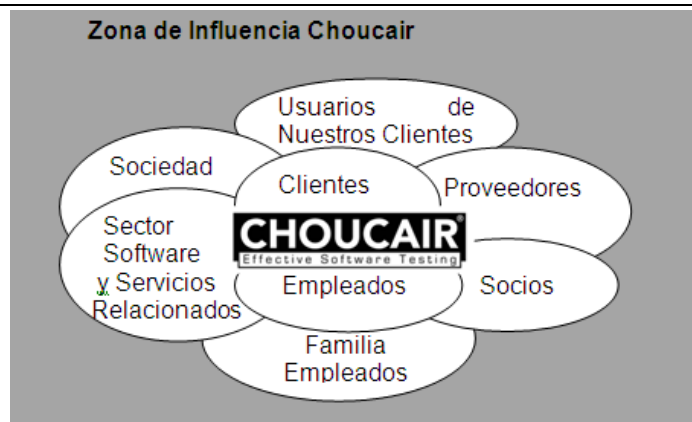 Zona de Influencia Choucair
Usuarios de
Nuestros Clientes
Sociedad
Clientes
Proveedores
Sector
Software
y Servicios
Relacionados
CHOUCAIR®
Effective Software Testing
Empleados
Socios
Familia
Empleados